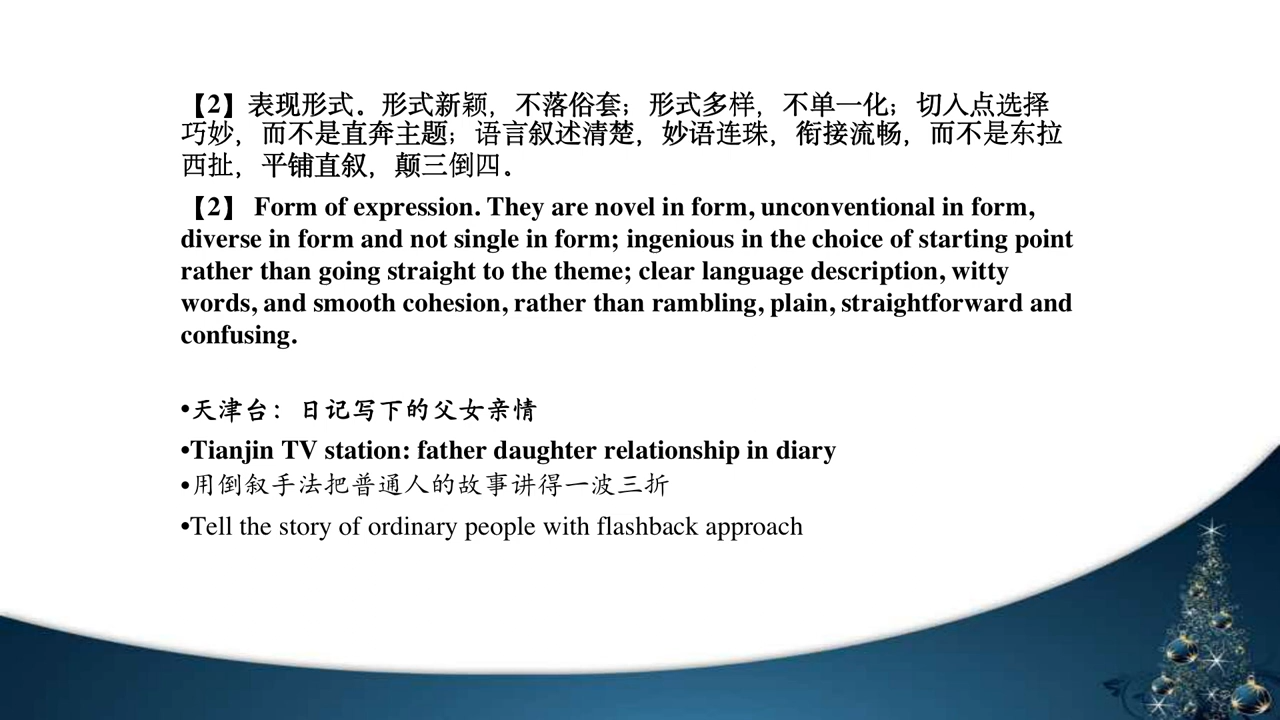 【2】表现形式。形式新颖，不落俗套；形式多样，不单一化；切入点选择
巧妙，而不是直奔主题；语言叙述清楚，妙语连珠，衔接流畅，而不是东拉
西扯，平铺直叙，颠三倒四。
【2】 Form of expression. They are novel in form, unconventional in form,
diverse in form and not single in form; ingenious in the choice of starting point
rather than going straight to the theme; clear language description, witty
words, and smooth cohesion, rather than rambling, plain, straightforward and
confusing.
•天津台：日记写下的父女亲情
•Tianjin TV station: father daughter relationship in diary
•用倒叙手法把普通人的故事讲得一波三折
•Tell the story of ordinary people with flashback approach